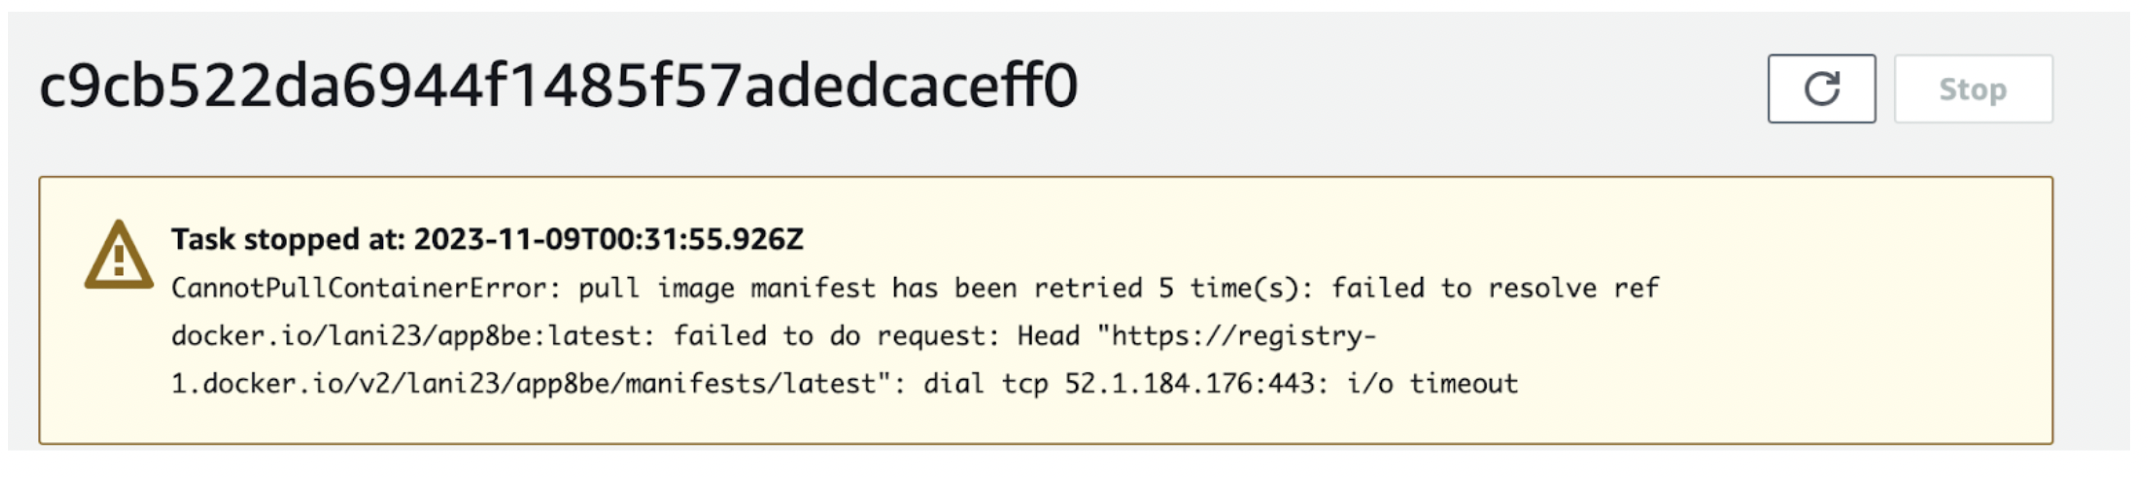 c9cb522da6944f1485f57adedcaceff0
Stop
Task stopped at: 2023-11-09T00:31:55.926Z
CannotPullContainerError: pull image manifest has been retried 5 time(s): failed to resolve ref
docker.io/lani23/app8be:latest: failed to do request: Head "https://registry-
1.docker.io/v2/lani23/app8be/manifests/latest": dial tcp 52.1.184.176:443: i/o timeout